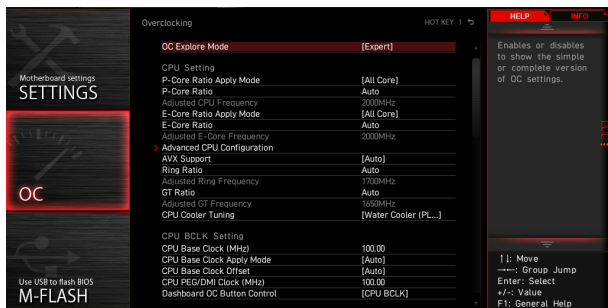 Overclocking
HOT KEY | ↰
HELP
INFO
Motherboard settings
SETTINGS
OC
Use USB to flash BIOS
M-FLASH
OC Explore Mode [Expert]
CPU Setting
P-Core Ratio Apply Mode [All Core]
P-Core Ratio Auto
Adjusted CPU Frequency 2000MHz
E-Core Ratio Apply Mode [All Core]
E-Core Ratio Auto
Adjusted E-Core Frequency 2000MHz
> Advanced CPU Configuration
AVX Support [Auto]
Ring Ratio Auto
Adjusted Ring Frequency 1700MHz
GT Ratio Auto
Adjusted GT Frequency 1650MHz
CPU Cooler Tuning [Water Cooler (PL...]
CPU BCLK Setting
CPU Base Clock (MHz) 100.00
CPU Base Clock Apply Mode [Auto]
CPU Base Clock Offset [Auto]
CPU PEG/DMI Clock (MHz) 100.00
Dashboard OC Button Control [CPU BCLK]
Enables or disables
to show the simple
or complete version
of OC settings.
↑↓: Move
→←: Group Jump
Enter: Select
+/-: Value
F1: General Help